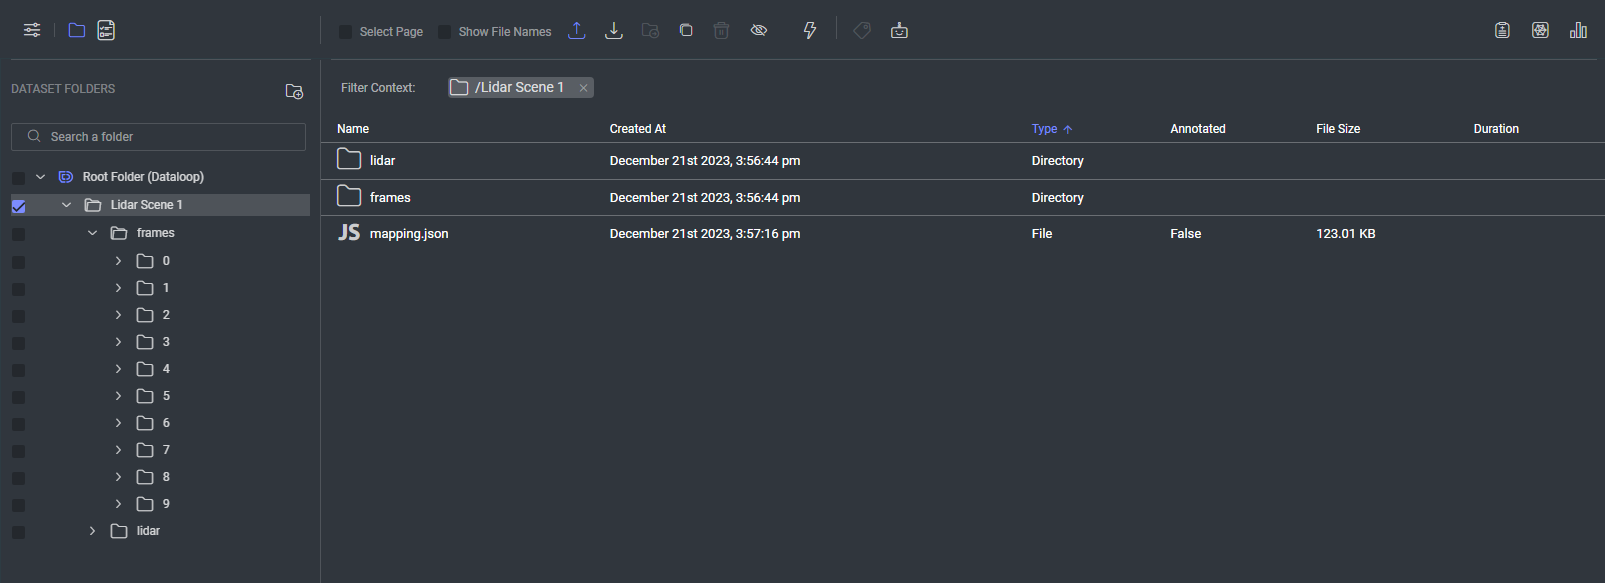 Select Page Show File Names
DATASET FOLDERS
Search a folder
Root Folder (Dataloop)
Lidar Scene 1
frames
0
1
2
3
4
5
6
7
8
9
lidar
Filter Context: /Lidar Scene 1 ×
Name Created At Type ↑ Annotated File Size Duration
lidar December 21st 2023, 3:56:44 pm Directory
frames December 21st 2023, 3:56:44 pm Directory
JS mapping.json December 21st 2023, 3:57:16 pm File False 123.01 KB